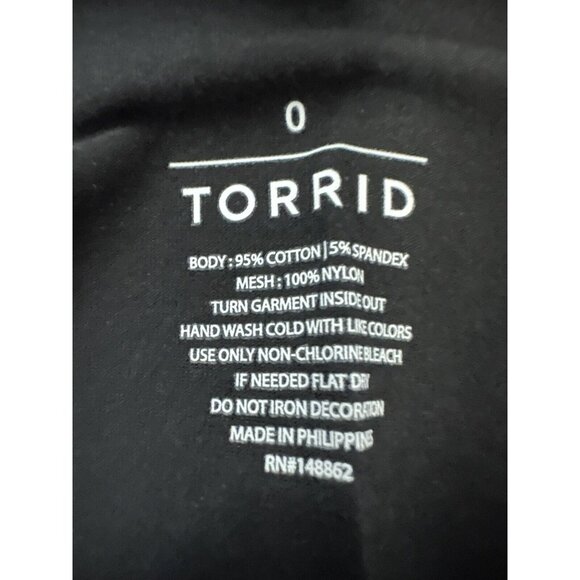 0
TORRID
BODY : 95% COTTON | 5% SPANDEX
MESH : 100% NYLON
TURN GARMENT INSIDE OUT
HAND WASH COLD WITH LIKE COLORS
USE ONLY NON-CHLORINE BLEACH
IF NEEDED FLAT DRY
DO NOT IRON DECORATION
MADE IN PHILIPPINES
RN#148862